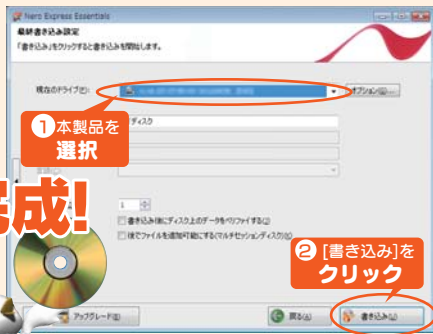 Nero Express Essentials
最終書き込み設定
「書き込み」をクリックすると書き込みを開始します。
現在のドライブ(E):
オプション(O)...
①本製品を
選択
ディスク
完成!
1
書き込み後にディスク上のデータをベリファイする(J)
後でファイルを追加可能にする(マルチセッションディスク)(X)
②[書き込み]を
クリック
アップグレード(E)
戻る(A)
書き込み(U)